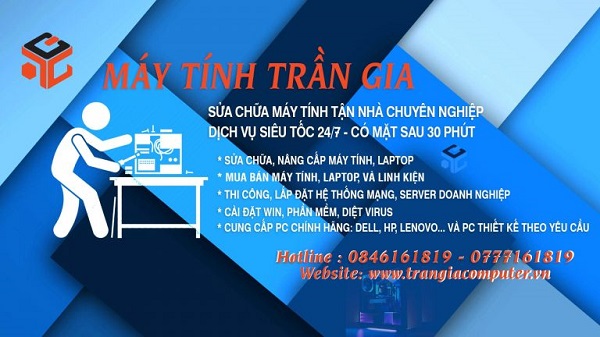 MÁY TÍNH TRẦN GIA
SỬA CHỮA MÁY TÍNH TẬN NHÀ CHUYÊN NGHIỆP
DỊCH VỤ SIÊU TỐC 24/7 - CÓ MẶT SAU 30 PHÚT
* SỬA CHỮA, NÂNG CẤP MÁY TÍNH, LAPTOP
* MUA BÁN MÁY TÍNH, LAPTOP, VÀ LINH KIỆN
* THI CÔNG, LẮP ĐẶT HỆ THỐNG MẠNG, SERVER DOANH NGHIỆP
* CÀI ĐẶT WIN, PHẦN MỀM, DIỆT VIRUS
* CUNG CẤP PC CHÍNH HÃNG: DELL, HP, LENOVO... VÀ PC THIẾT KẾ THEO YÊU CẦU
Hotline : 0846161819 - 0777161819
Website: www.trangiacomputer.vn